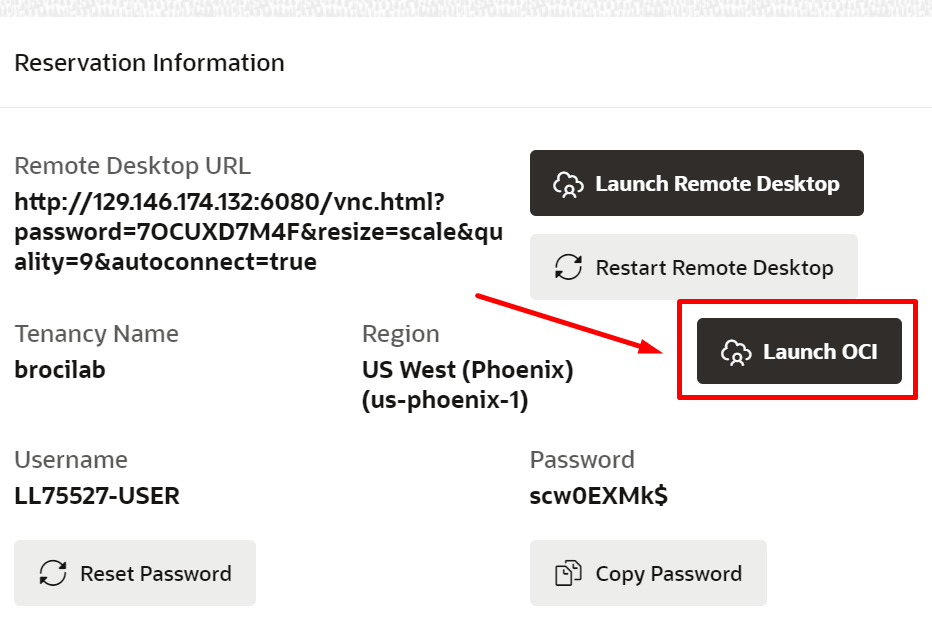 Reservation Information
Remote Desktop URL
http://129.146.174.132:6080/vnc.html?
password=7OCUXD7M4F&resize=scale&qu
ality=9&autoconnect=true
Launch Remote Desktop
Restart Remote Desktop
Tenancy Name
brocilab
Region
US West (Phoenix)
(us-phoenix-1)
Launch OCI
Username
LL75527-USER
Password
scw0EXMk$
Reset Password
Copy Password